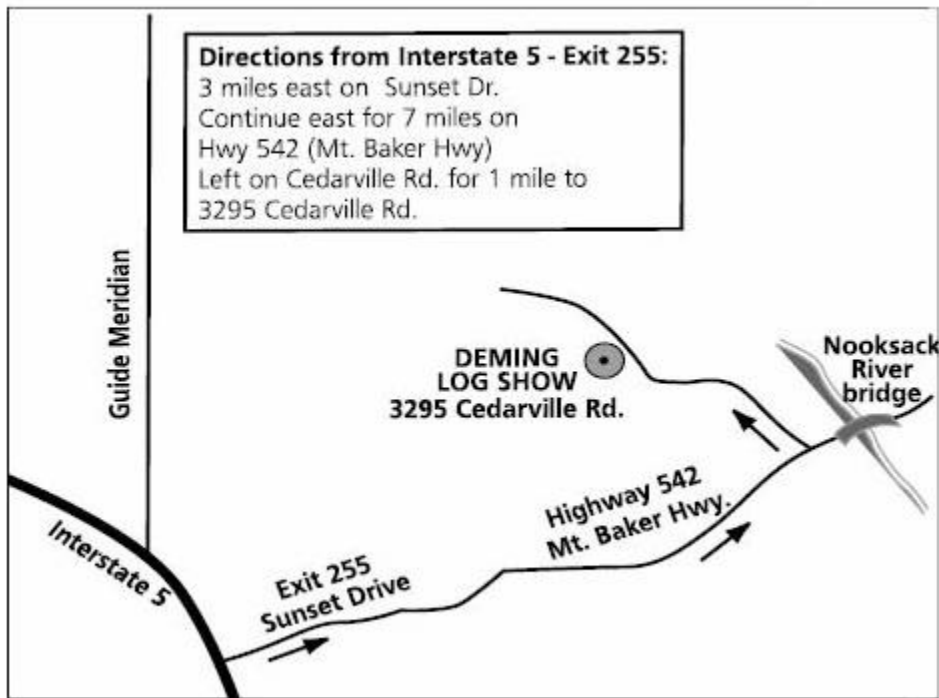 Directions from Interstate 5 - Exit 255:
3 miles east on Sunset Dr.
Continue east for 7 miles on
Hwy 542 (Mt. Baker Hwy)
Left on Cedarville Rd. for 1 mile to
3295 Cedarville Rd.
Guide Meridian
DEMING
LOG SHOW
3295 Cedarville Rd.
Nooksack
River
bridge
Highway 542
Mt. Baker Hwy.
Interstate 5
Exit 255
Sunset Drive